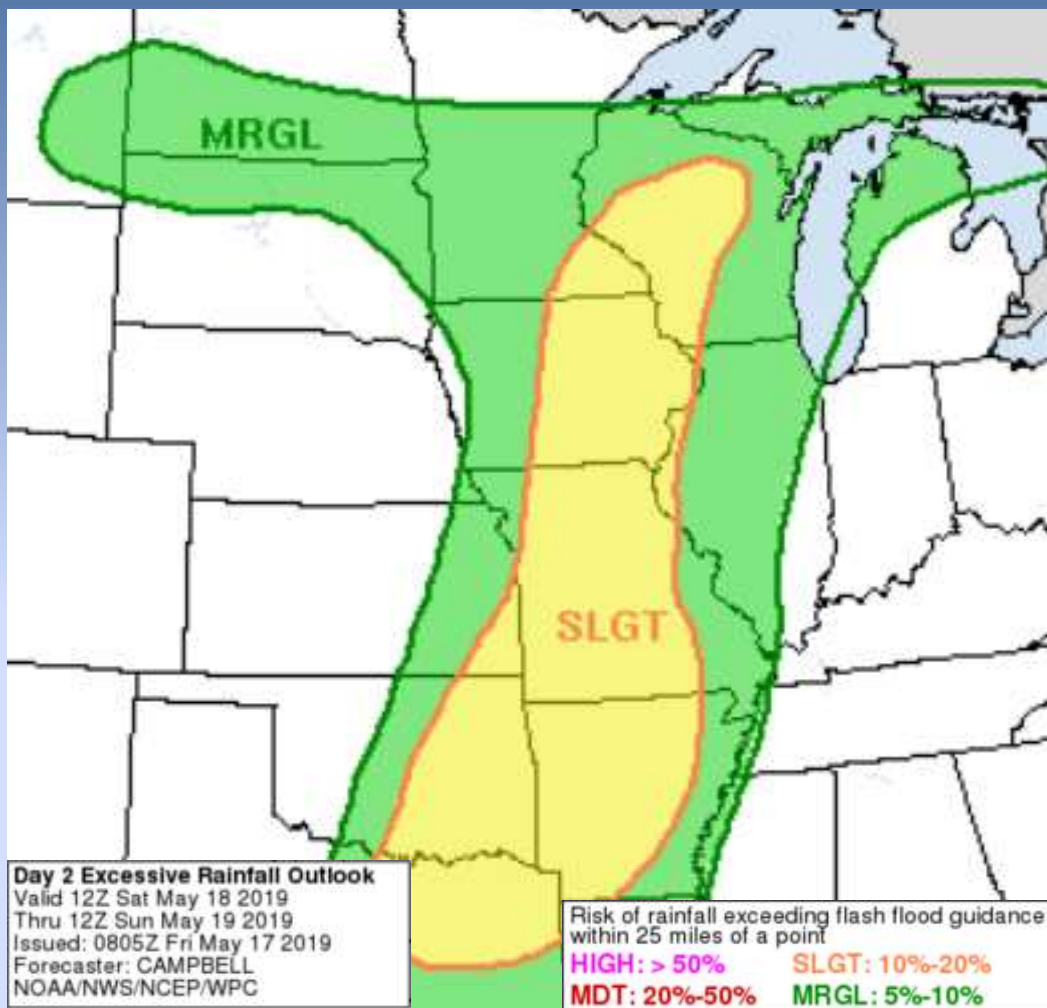 MRGL
SLGT
Day 2 Excessive Rainfall Outlook
Valid 12Z Sat May 18 2019
Thru 12Z Sun May 19 2019
Issued: 0805Z Fri May 17 2019
Forecaster: CAMPBELL
NOAA/NWS/NCEP/WPC
Risk of rainfall exceeding flash flood guidance
within 25 miles of a point
HIGH: > 50% SLGT: 10%-20%
MDT: 20%-50% MRGL: 5%-10%